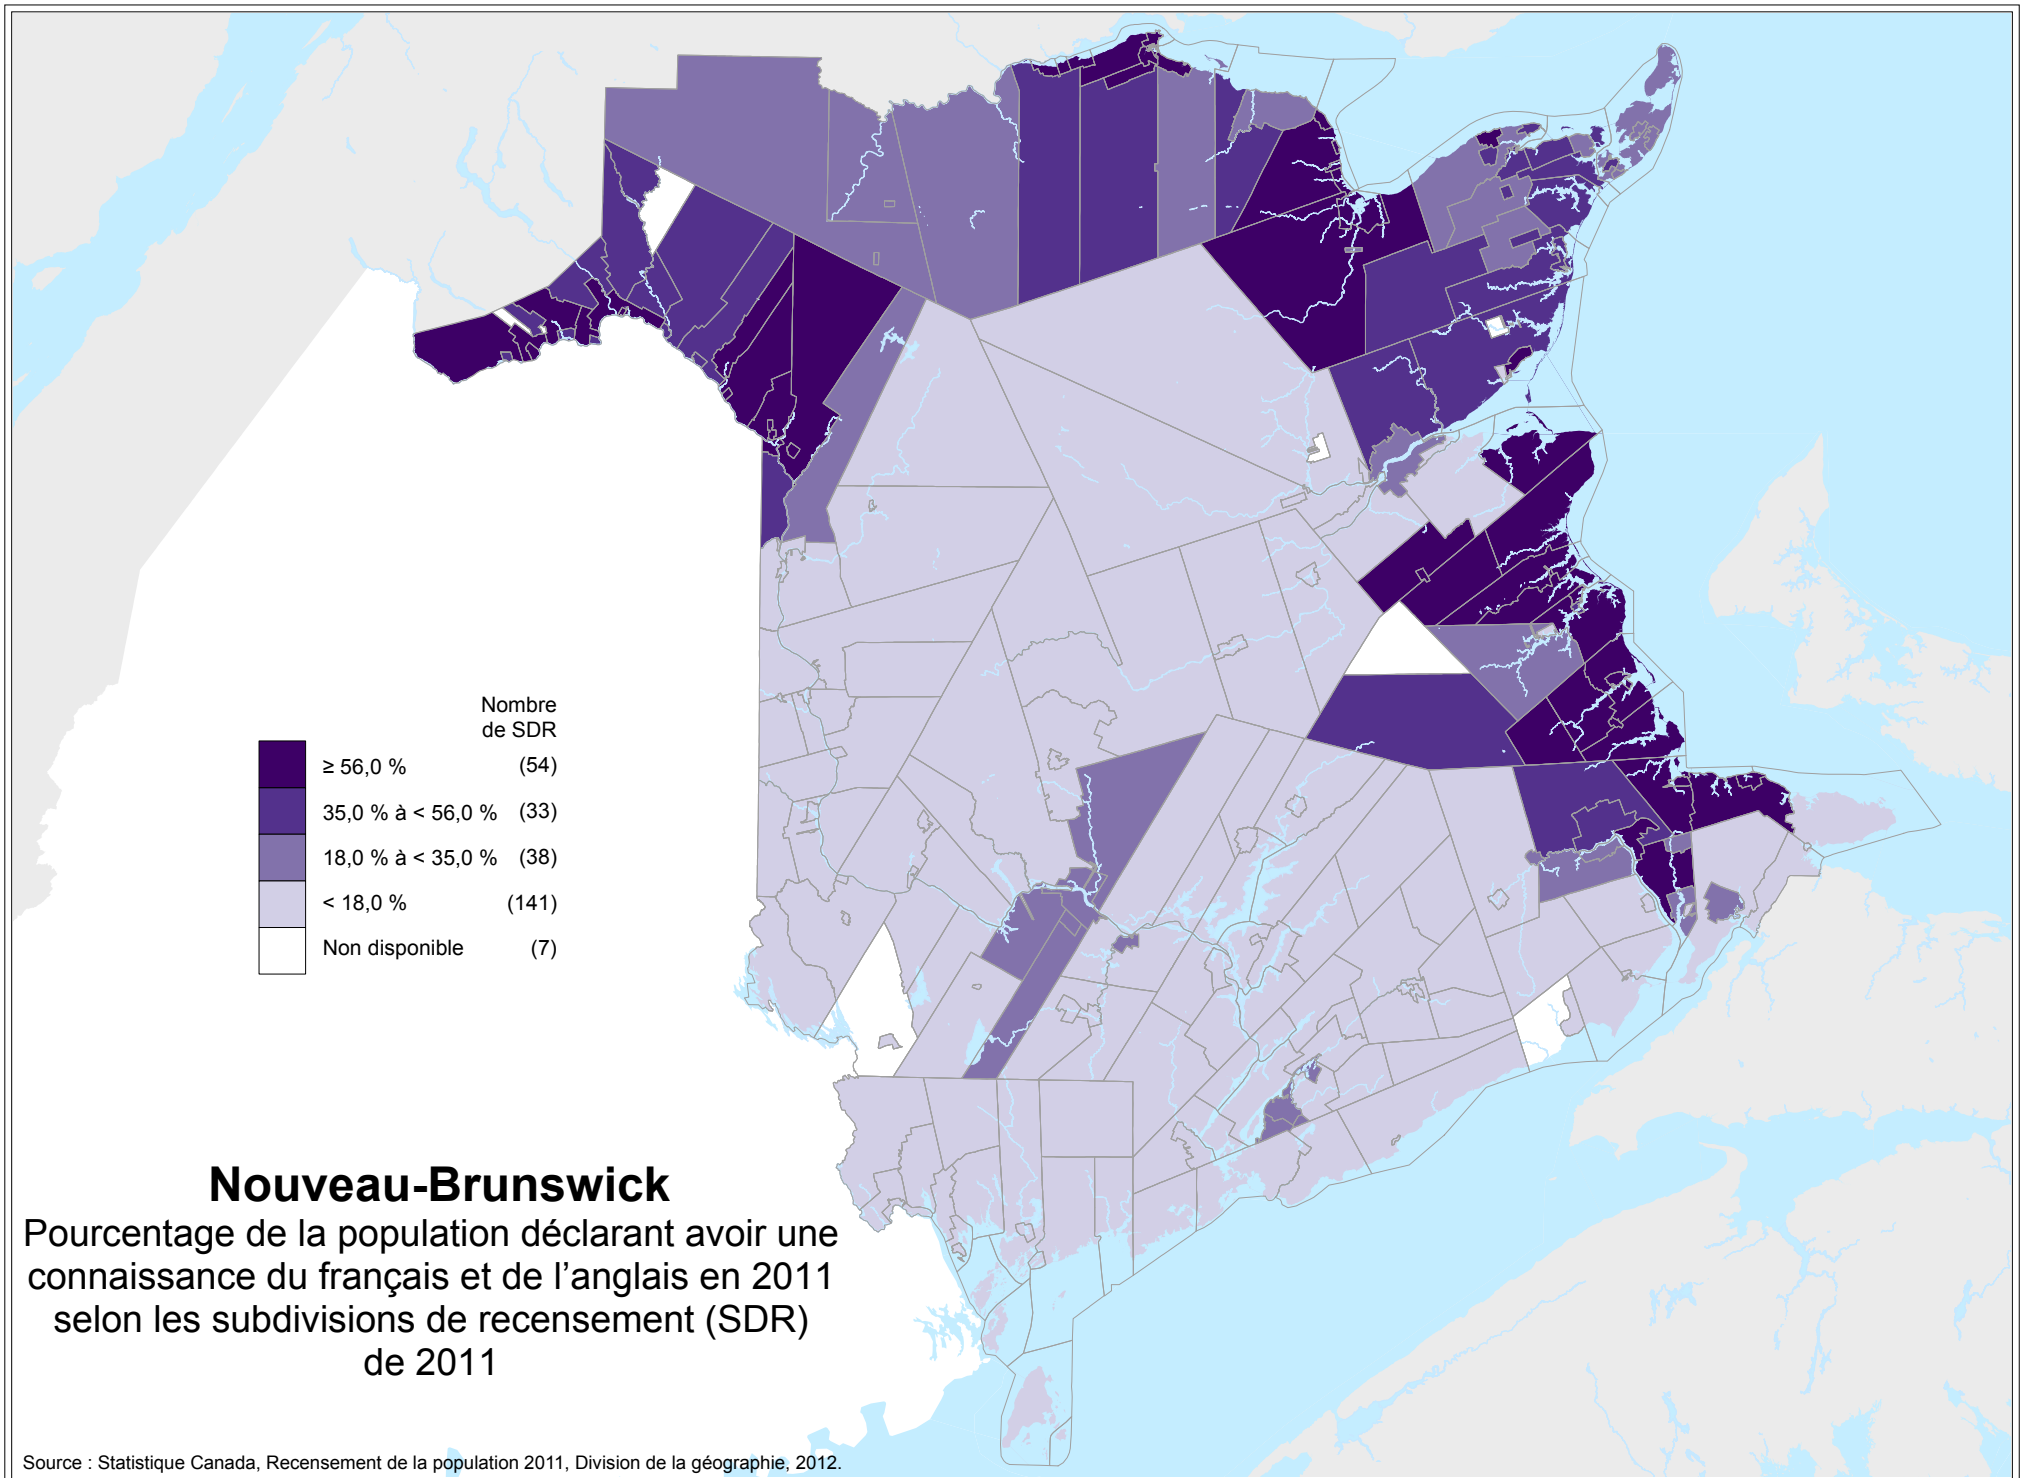 Nombre
de SDR
≥ 56,0 % (54)
35,0 % à < 56,0 % (33)
18,0 % à < 35,0 % (38)
< 18,0 % (141)
Non disponible (7)
Nouveau-Brunswick
Pourcentage de la population déclarant avoir une
connaissance du français et de l’anglais en 2011
selon les subdivisions de recensement (SDR)
de 2011
Source : Statistique Canada, Recensement de la population 2011, Division de la géographie, 2012.